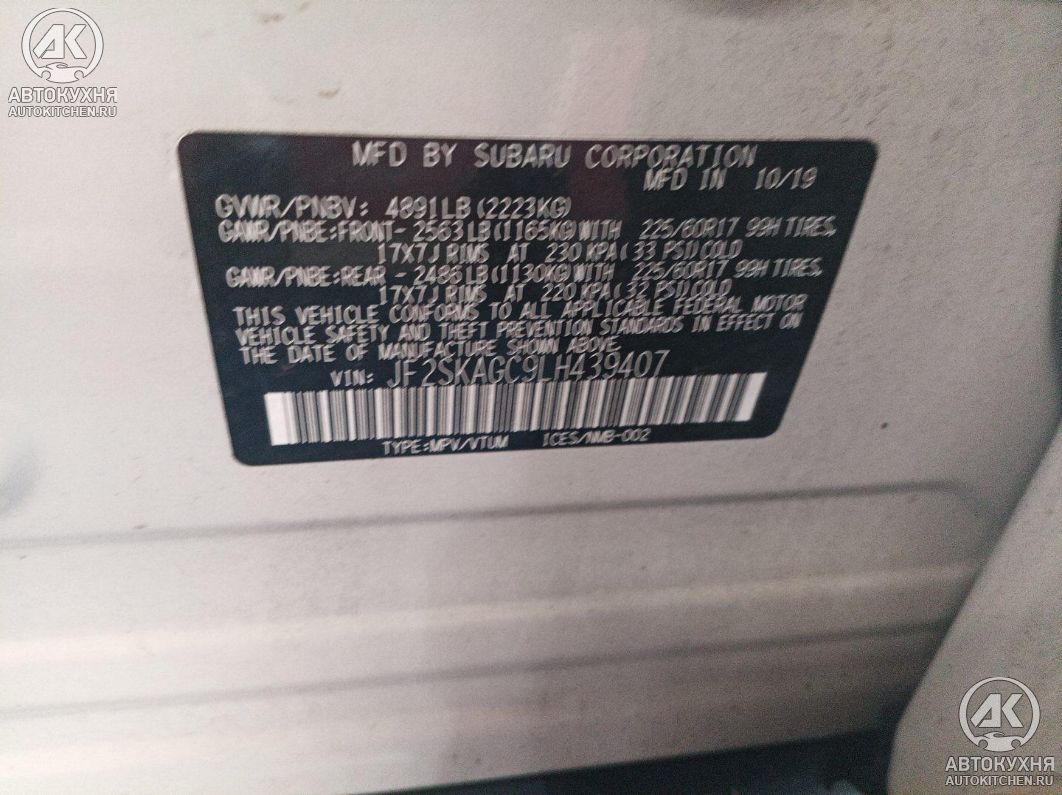 АК
АВТОКУХНЯ
AUTOKITCHEN.RU
MFD BY SUBARU CORPORATION
MFD IN 10/19
GVWR/PNBV: 4891LB(2223KG)
GAWR/PNBE:FRONT- 2563LB(1165KG)WITH 225/60R17 99H TIRES,
17X7J RIMS AT 230 KPA( 33 PSI)COLD
GAWR/PNBE:REAR - 2486LB(1130KG)WITH 225/60R17 99H TIRES,
17X7J RIMS AT 220 KPA( 32 PSI)COLD
THIS VEHICLE CONFORMS TO ALL APPLICABLE FEDERAL MOTOR
VEHICLE SAFETY AND THEFT PREVENTION STANDARDS IN EFFECT ON
THE DATE OF MANUFACTURE SHOWN ABOVE.
VIN: JF2SKAGC9LH439407
TYPE:MPV/VTUM ICES/NMB-002
АК
АВТОКУХНЯ
AUTOKITCHEN.RU